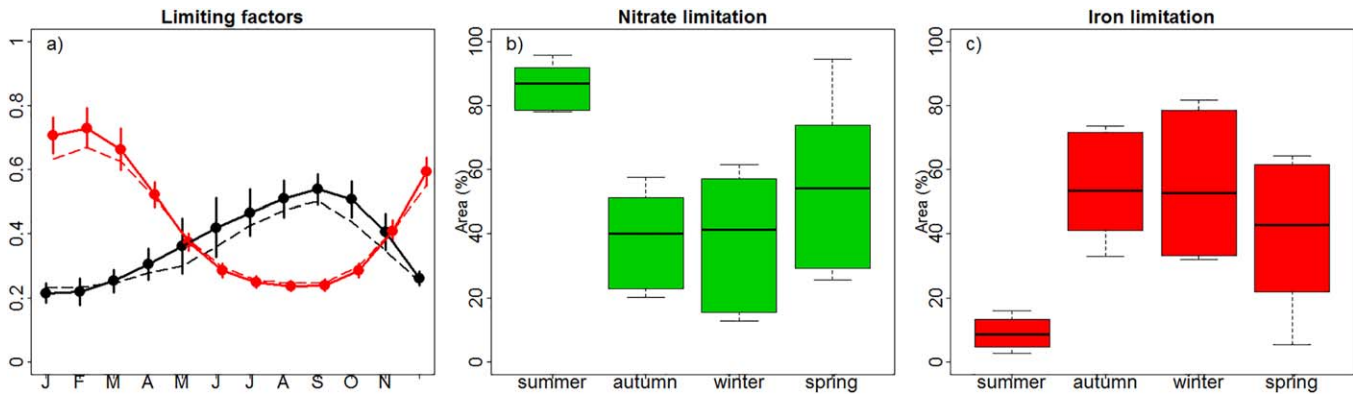 Limiting factors
a)
1
0.8
0.6
0.4
0.2
0
J F M A M J J A S O N
Nitrate limitation
b)
Area (%)
100
80
60
40
20
0
summer autumn winter spring
Iron limitation
c)
Area (%)
100
80
60
40
20
0
summer autumn winter spring